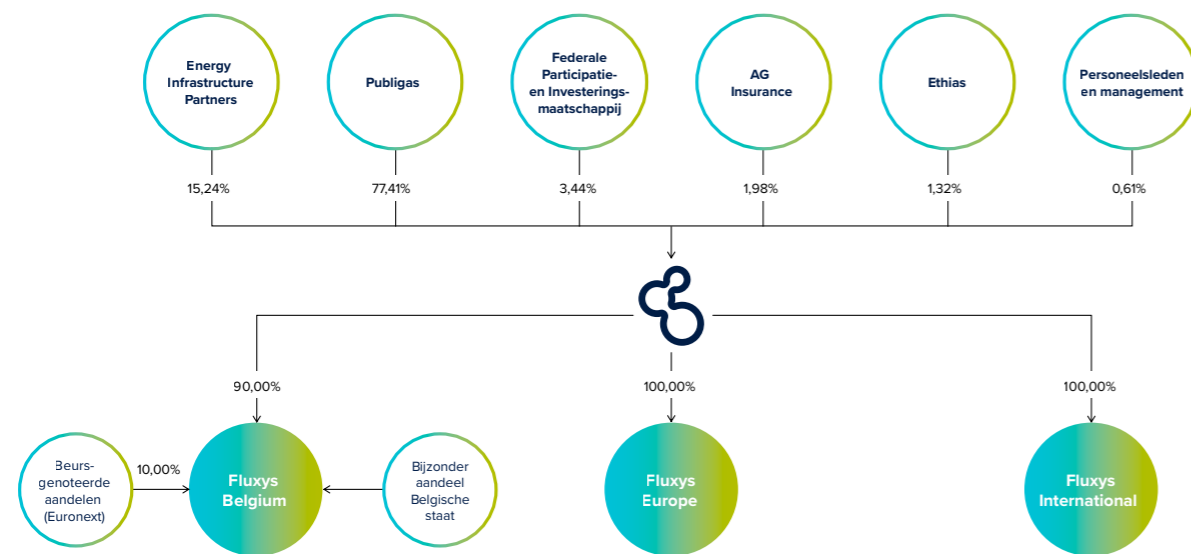 Energy
Infrastructure
Partners
Publigas
Federale
Participatie-
en Investerings-
maatschappij
AG
Insurance
Ethias
Personeelsleden
en management
15,24%
77,41%
3,44%
1,98%
1,32%
0,61%
90,00%
100,00%
100,00%
Beurs-
genoteerde
aandelen
(Euronext)
10,00%
Fluxys
Belgium
Bijzonder
aandeel
Belgische
staat
Fluxys
Europe
Fluxys
International